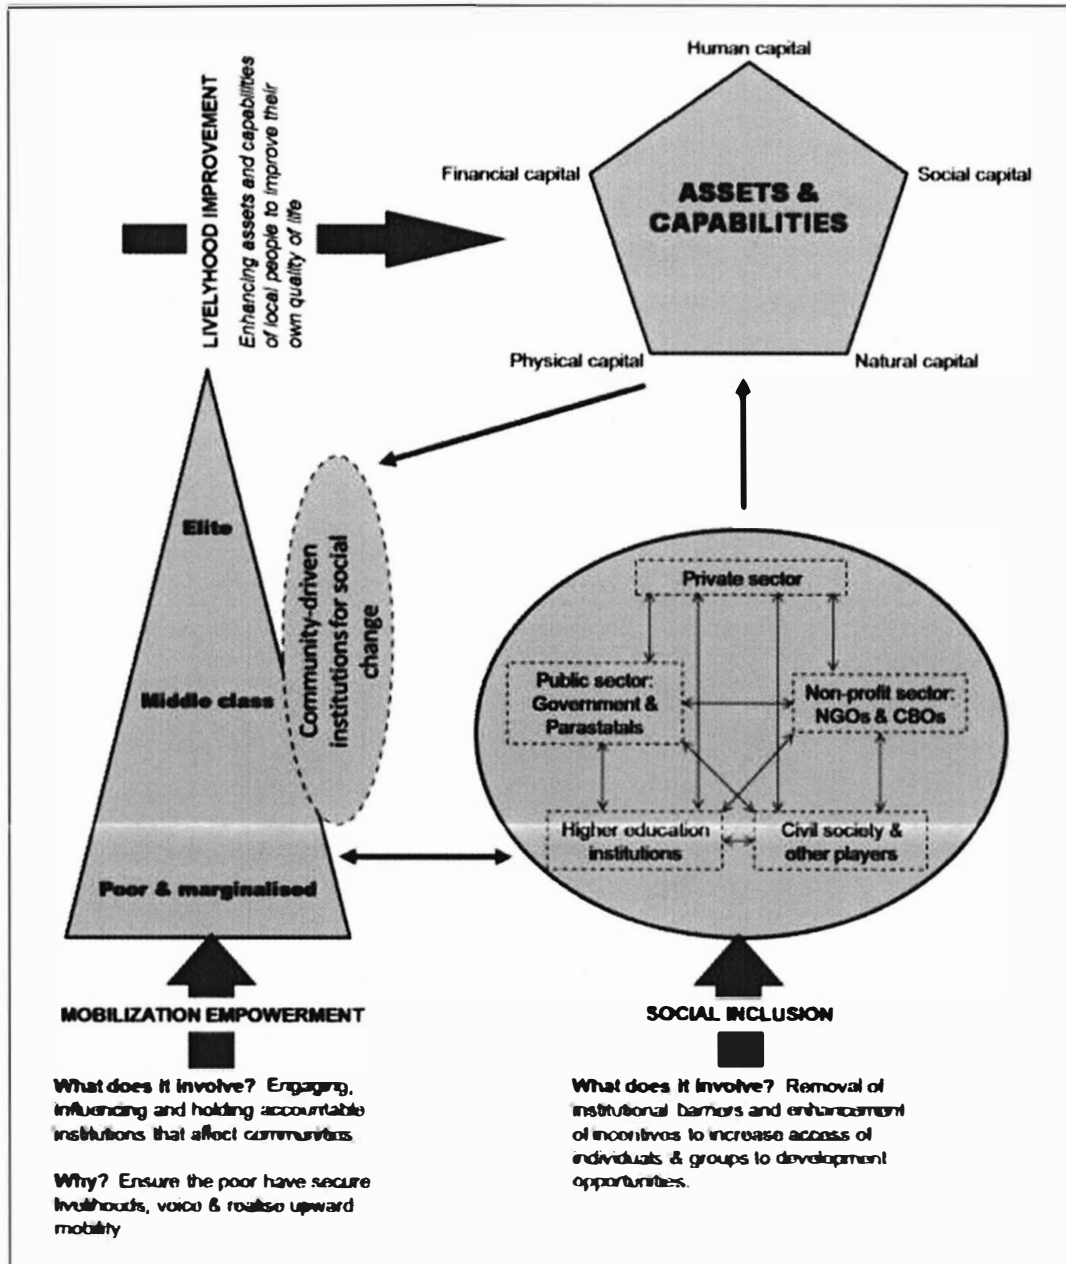 Human capital
LIVELYHOOD IMPROVEMENT
Enhancing assets and capabilities
of local people to improve their
own quality of life
Financial capital
Social capital
ASSETS &
CAPABILITIES
Physical capital
Natural capital
Elite
Middle class
Poor & marginalised
Community-driven
institutions for social
change
Private sector
Public sector:
Government &
Parastatals
Non-profit sector:
NGOs & CBOs
Higher education
institutions
Civil society &
other players
MOBILIZATION EMPOWERMENT
What does it involve? Engaging,
influencing and holding accountable
institutions that affect communities
Why? Ensure the poor have secure
livelihoods, voice & realise upward
mobility
SOCIAL INCLUSION
What does it involve? Removal of
institutional barriers and enhancement
of incentives to increase access of
individuals & groups to development
opportunities.